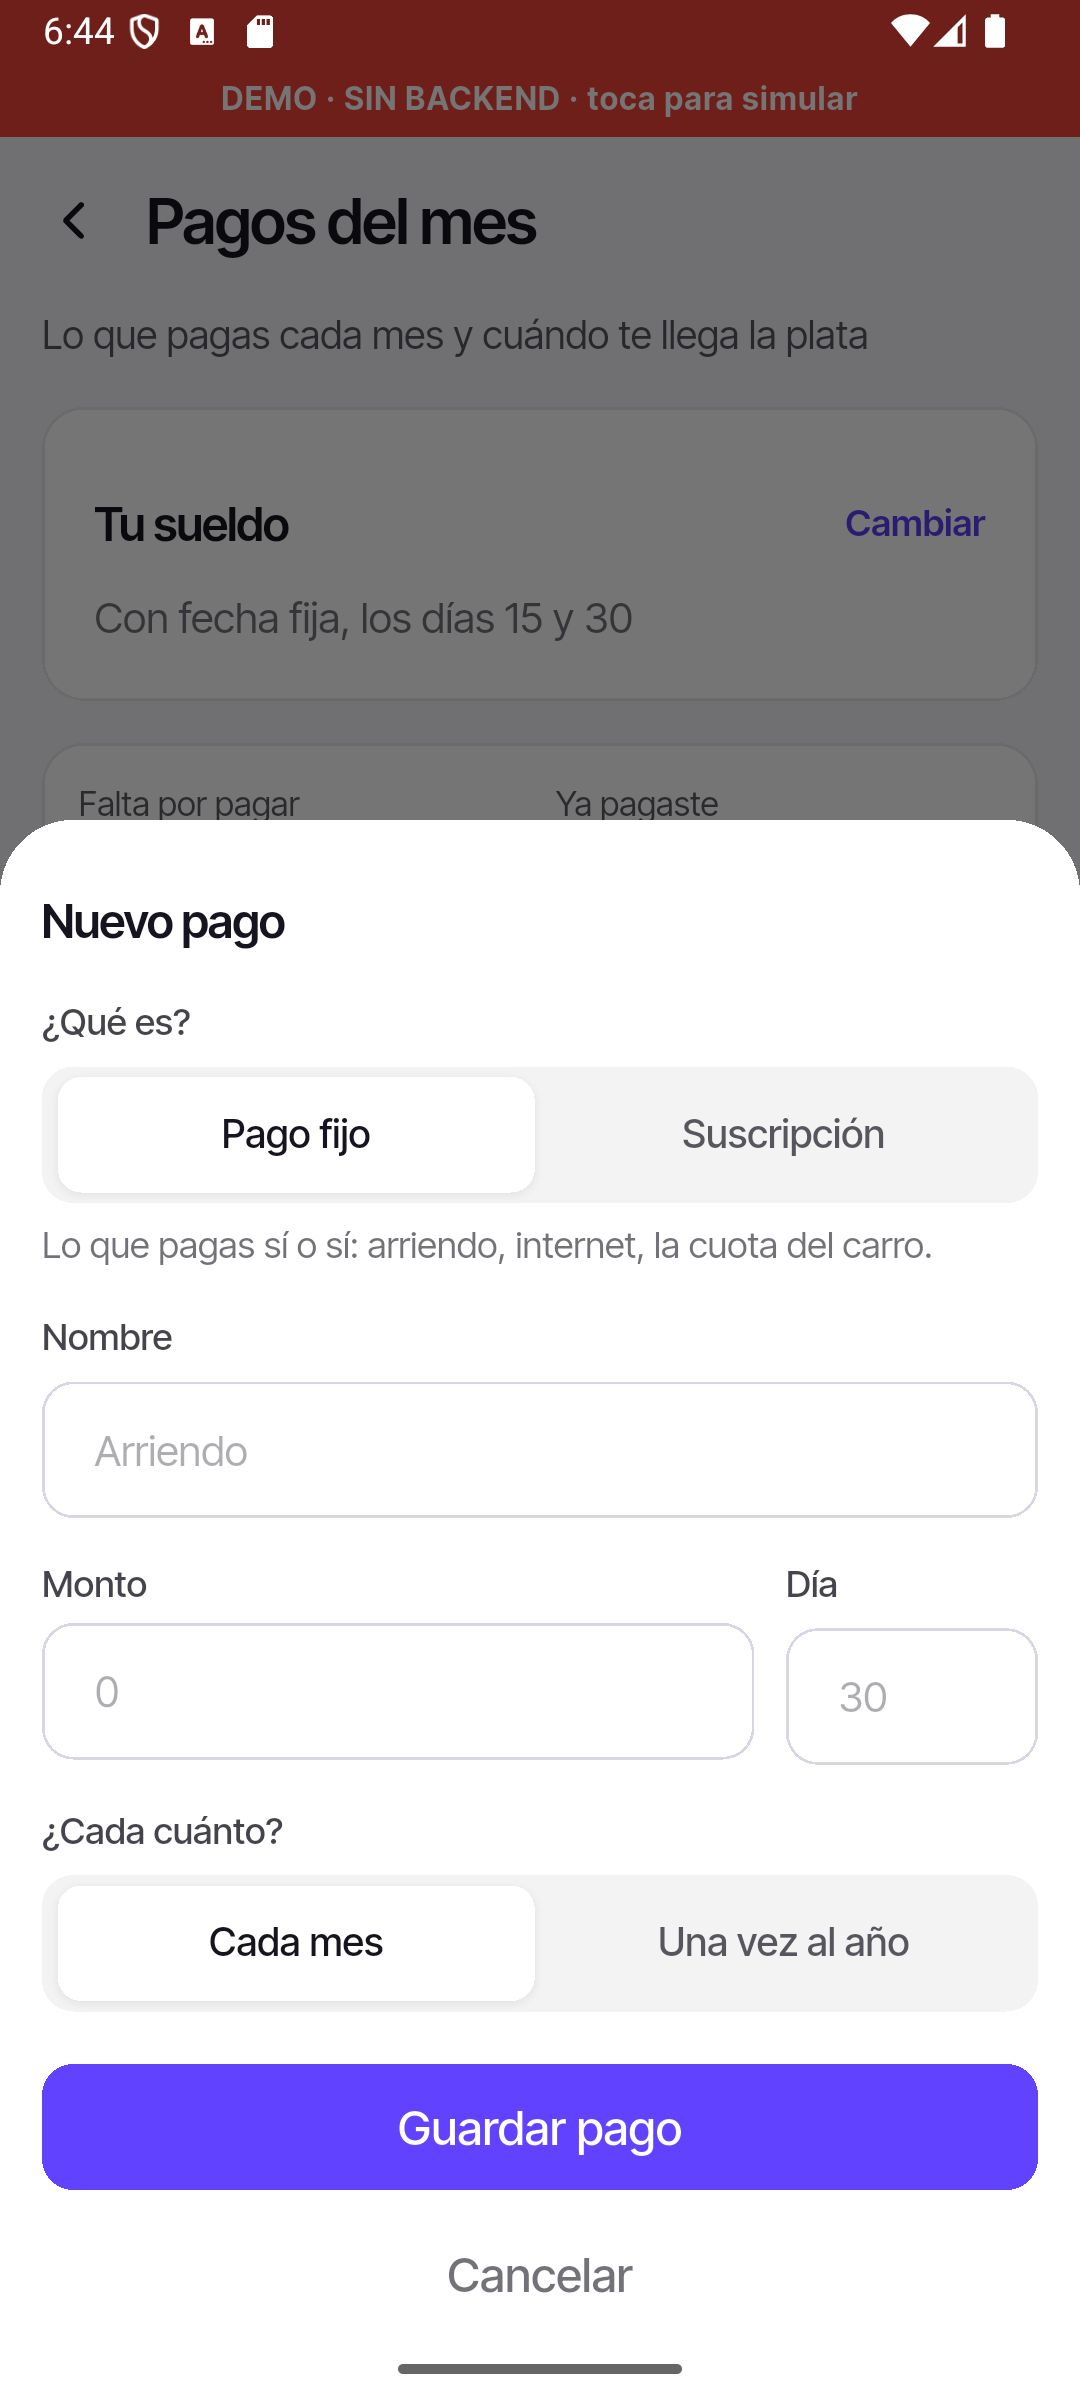 6:44
DEMO · SIN BACKEND · toca para simular
Pagos del mes
Lo que pagas cada mes y cuándo te llega la plata
Tu sueldo
Cambiar
Con fecha fija, los días 15 y 30
Falta por pagar
Ya pagaste
Nuevo pago
¿Qué es?
Pago fijo
Suscripción
Lo que pagas sí o sí: arriendo, internet, la cuota del carro.
Nombre
Arriendo
Monto
Día
0
30
¿Cada cuánto?
Cada mes
Una vez al año
Guardar pago
Cancelar